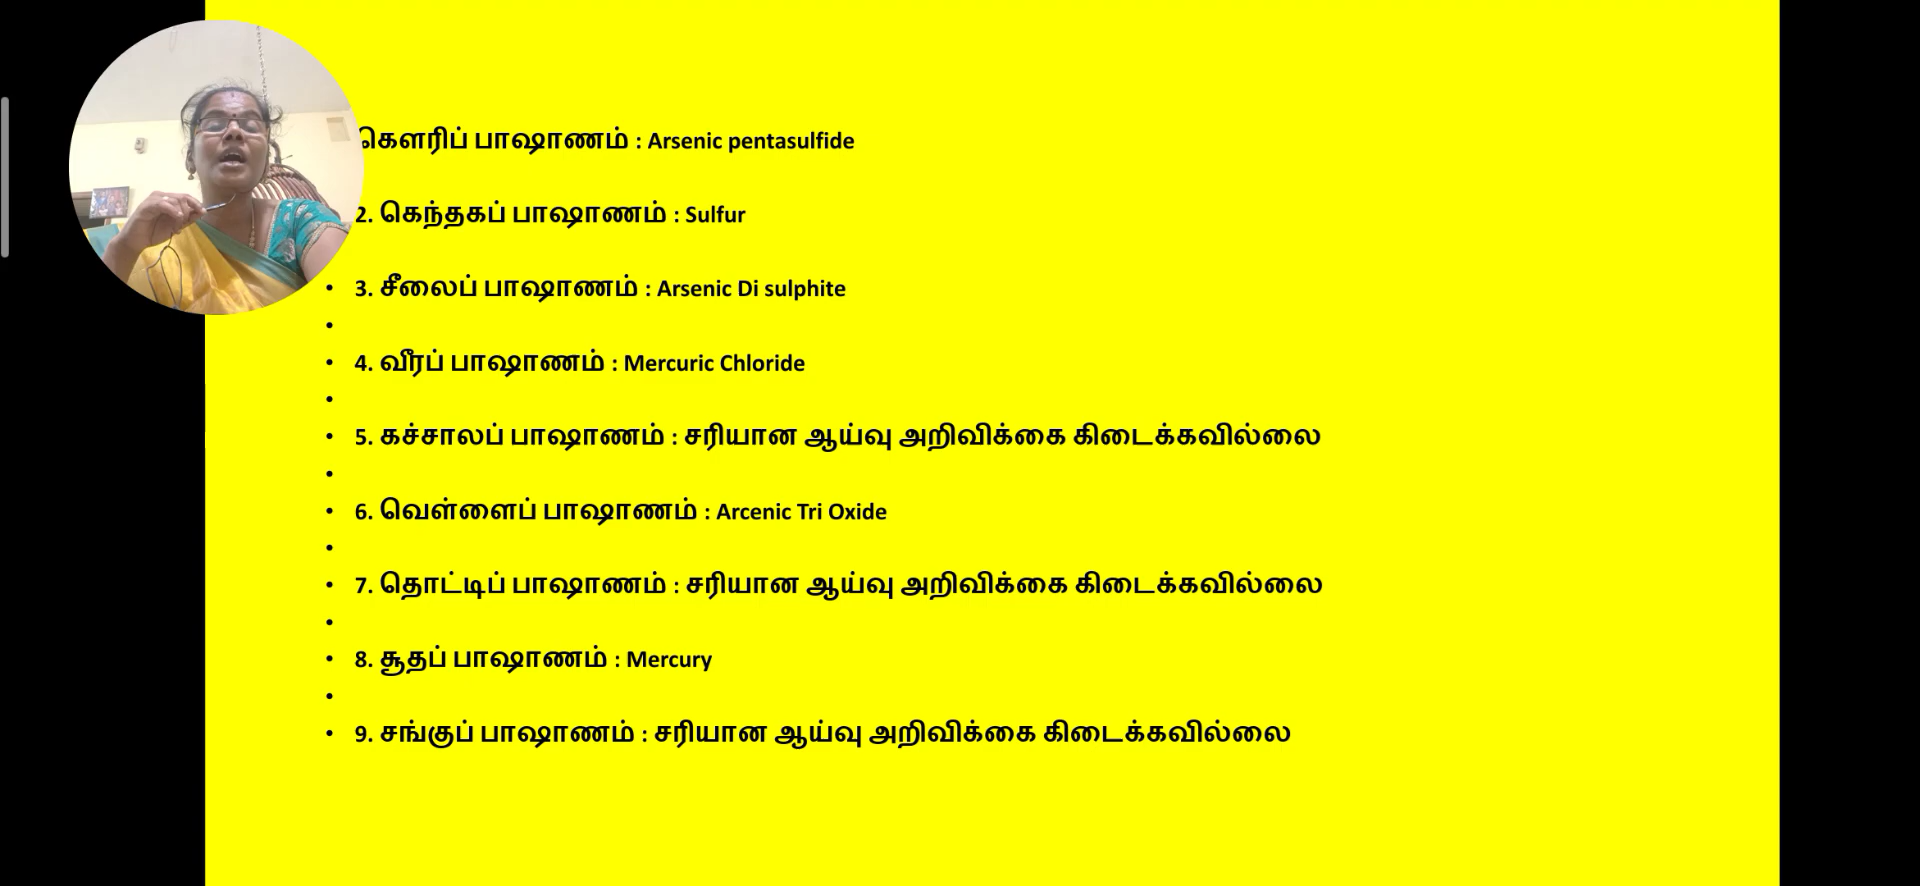 கௌரிப் பாஷாணம் : Arsenic pentasulfide
2. கெந்தகப் பாஷாணம் : Sulfur
• 3. சீலைப் பாஷாணம் : Arsenic Di sulphite
•
• 4. வீரப் பாஷாணம் : Mercuric Chloride
•
• 5. கச்சாலப் பாஷாணம் : சரியான ஆய்வு அறிவிக்கை கிடைக்கவில்லை
•
• 6. வெள்ளைப் பாஷாணம் : Arcenic Tri Oxide
•
• 7. தொட்டிப் பாஷாணம் : சரியான ஆய்வு அறிவிக்கை கிடைக்கவில்லை
•
• 8. சூதப் பாஷாணம் : Mercury
•
• 9. சங்குப் பாஷாணம் : சரியான ஆய்வு அறிவிக்கை கிடைக்கவில்லை